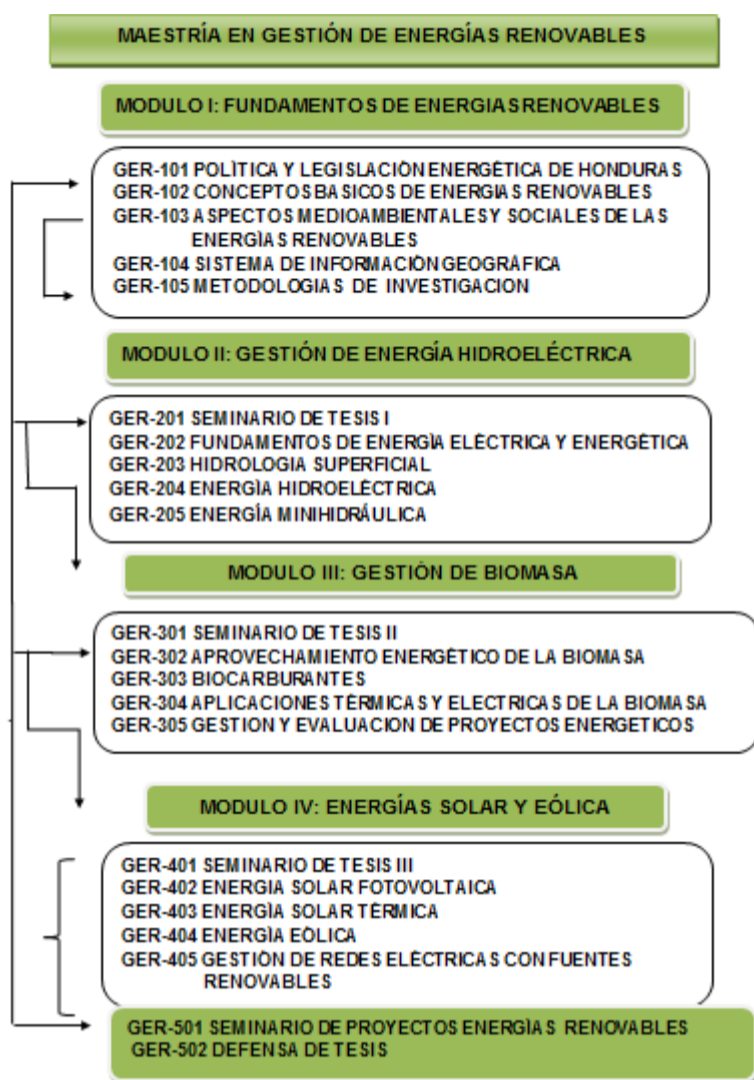 MAESTRÍA EN GESTIÓN DE ENERGÍAS RENOVABLES
MODULO I: FUNDAMENTOS DE ENERGIAS RENOVABLES
GER-101 POLÌTICA Y LEGISLACIÓN ENERGÉTICA DE HONDURAS
GER-102 CONCEPTOS BASICOS DE ENERGIAS RENOVABLES
GER-103 ASPECTOS MEDIOAMBIENTALES Y SOCIALES DE LAS
ENERGÌAS RENOVABLES
GER-104 SISTEMA DE INFORMACIÓN GEOGRÁFICA
GER-105 METODOLOGIAS DE INVESTIGACION
MODULO II: GESTIÓN DE ENERGÍA HIDROELÉCTRICA
GER-201 SEMINARIO DE TESIS I
GER-202 FUNDAMENTOS DE ENERGÌA ELÉCTRICA Y ENERGÉTICA
GER-203 HIDROLOGIA SUPERFICIAL
GER-204 ENERGÌA HIDROELÉCTRICA
GER-205 ENERGÍA MINIHIDRÁULICA
MODULO III: GESTIÓN DE BIOMASA
GER-301 SEMINARIO DE TESIS II
GER-302 APROVECHAMIENTO ENERGÉTICO DE LA BIOMASA
GER-303 BIOCARBURANTES
GER-304 APLICACIONES TÉRMICAS Y ELECTRICAS DE LA BIOMASA
GER-305 GESTION Y EVALUACION DE PROYECTOS ENERGETICOS
MODULO IV: ENERGÍAS SOLAR Y EÓLICA
GER-401 SEMINARIO DE TESIS III
GER-402 ENERGIA SOLAR FOTOVOLTAICA
GER-403 ENERGÌA SOLAR TÉRMICA
GER-404 ENERGÌA EÓLICA
GER-405 GESTIÓN DE REDES ELÉCTRICAS CON FUENTES
RENOVABLES
GER-501 SEMINARIO DE PROYECTOS ENERGÌAS RENOVABLES
GER-502 DEFENSA DE TESIS